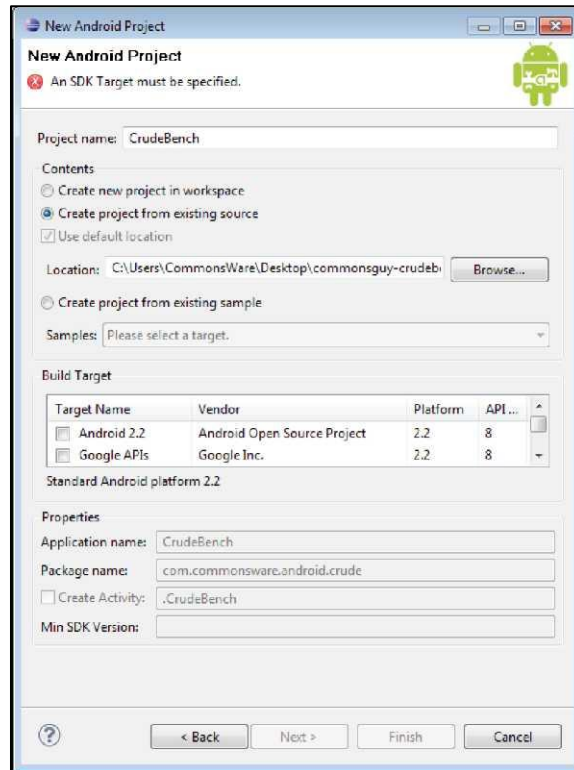 New Android Project
New Android Project
An SDK Target must be specified.
Project name: CrudeBench
Contents
Create new project in workspace
Create project from existing source
Use default location
Location: C:\Users\CommonsWare\Desktop\commonsguy-crudeb Browse...
Create project from existing sample
Samples: Please select a target.
Build Target
Target Name Vendor Platform API ...
Android 2.2 Android Open Source Project 2.2 8
Google APIs Google Inc. 2.2 8
Standard Android platform 2.2
Properties
Application name: CrudeBench
Package name: com.commonsware.android.crude
Create Activity: .CrudeBench
Min SDK Version:
? < Back Next > Finish Cancel